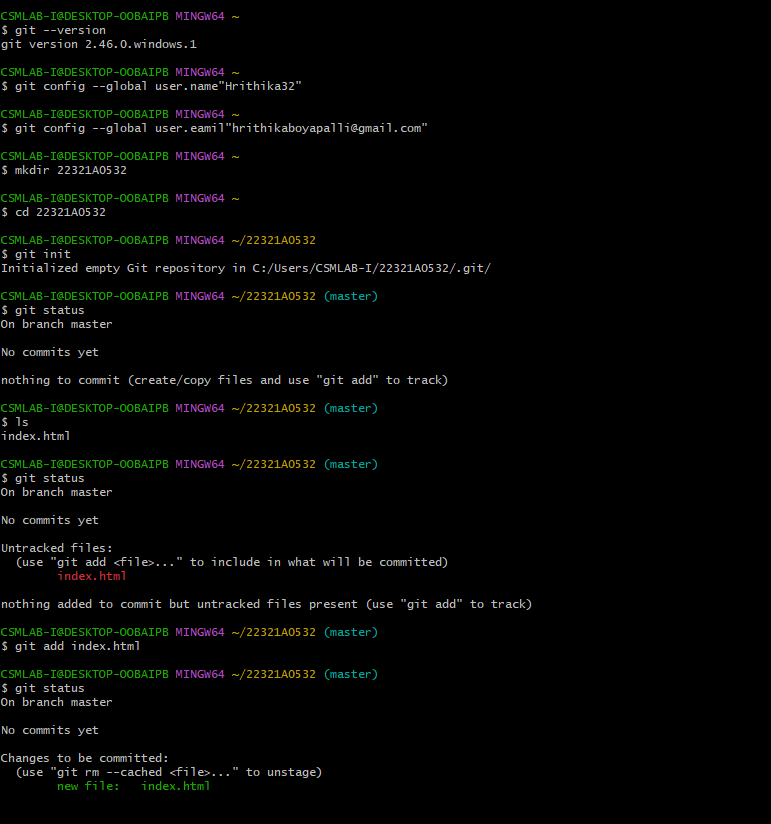 CSMLAB-I@DESKTOP-OOBAIPB MINGW64 ~
$ git --version
git version 2.46.0.windows.1
CSMLAB-I@DESKTOP-OOBAIPB MINGW64 ~
$ git config --global user.name"Hrithika32"
CSMLAB-I@DESKTOP-OOBAIPB MINGW64 ~
$ git config --global user.eamil"hrithikaboyapalli@gmail.com"
CSMLAB-I@DESKTOP-OOBAIPB MINGW64 ~
$ mkdir 22321A0532
CSMLAB-I@DESKTOP-OOBAIPB MINGW64 ~
$ cd 22321A0532
CSMLAB-I@DESKTOP-OOBAIPB MINGW64 ~/22321A0532
$ git init
Initialized empty Git repository in C:/Users/CSMLAB-I/22321A0532/.git/
CSMLAB-I@DESKTOP-OOBAIPB MINGW64 ~/22321A0532 (master)
$ git status
On branch master
No commits yet
nothing to commit (create/copy files and use "git add" to track)
CSMLAB-I@DESKTOP-OOBAIPB MINGW64 ~/22321A0532 (master)
$ ls
index.html
CSMLAB-I@DESKTOP-OOBAIPB MINGW64 ~/22321A0532 (master)
$ git status
On branch master
No commits yet
Untracked files:
  (use "git add <file>..." to include in what will be committed)
        index.html
nothing added to commit but untracked files present (use "git add" to track)
CSMLAB-I@DESKTOP-OOBAIPB MINGW64 ~/22321A0532 (master)
$ git add index.html
CSMLAB-I@DESKTOP-OOBAIPB MINGW64 ~/22321A0532 (master)
$ git status
On branch master
No commits yet
Changes to be committed:
  (use "git rm --cached <file>..." to unstage)
        new file:   index.html